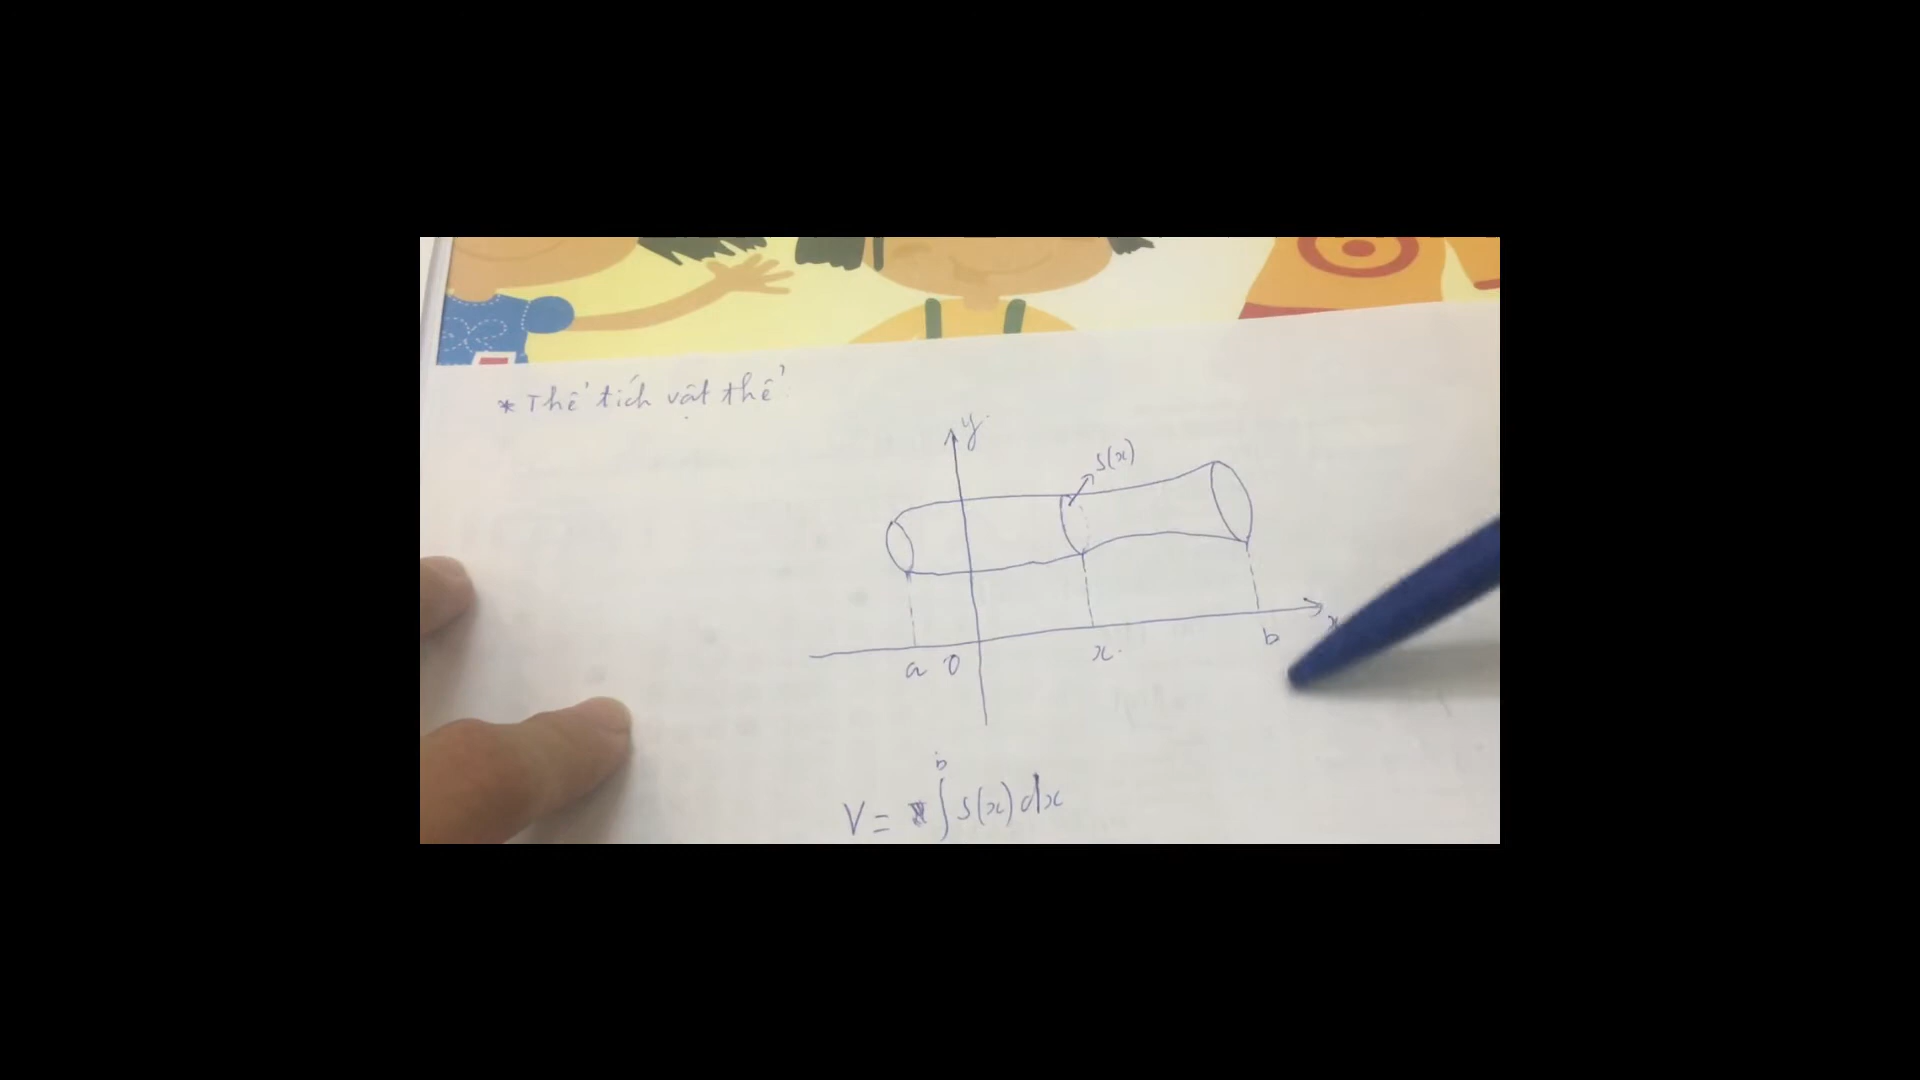 * Thể tích vật thể
y
S(x)
x
a 0 x b
b
V = ∫ S(x) dx